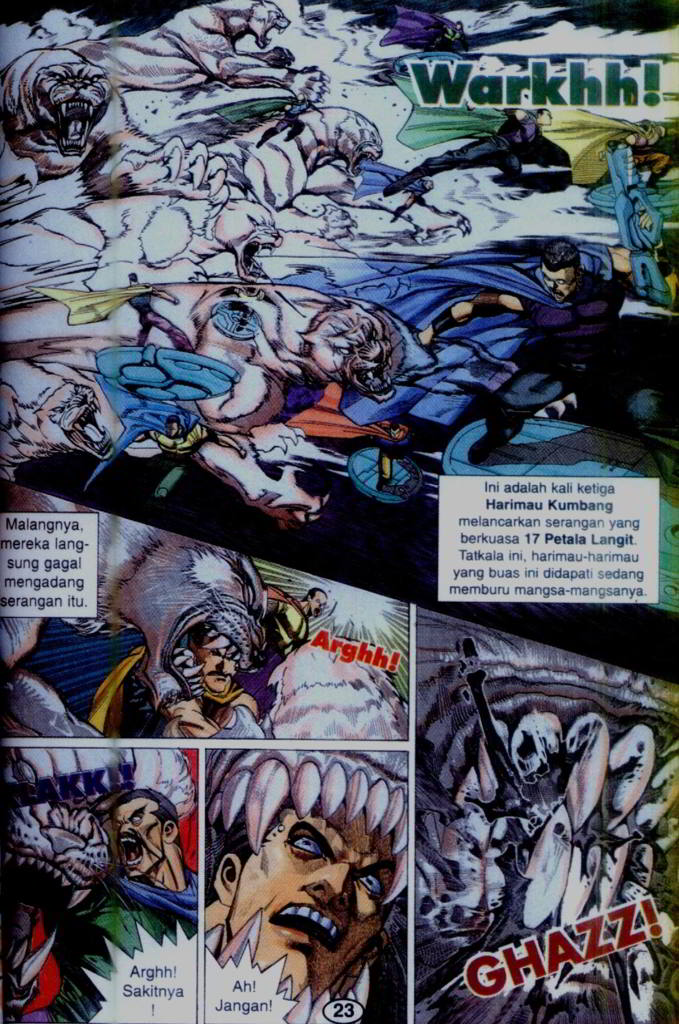 Warkhh!
Ini adalah kali ketiga
Harimau Kumbang
melancarkan serangan yang
berkuasa 17 Petala Langit.
Tatkala ini, harimau-harimau
yang buas ini didapati sedang
memburu mangsa-mangsanya.
Malangnya,
mereka lang-
sung gagal
mengadang
serangan itu.
Arghh!
Arghh!
Sakitnya
!
Ah!
Jangan!
GHAZZ!
23